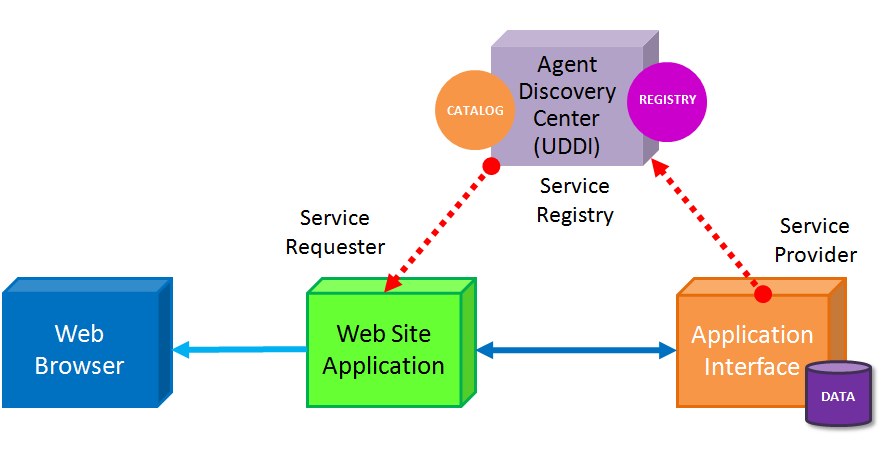 Agent
Discovery
Center
(UDDI)
CATALOG
REGISTRY
Service
Registry
Service
Requester
Service
Provider
Web
Browser
Web Site
Application
Application
Interface
DATA